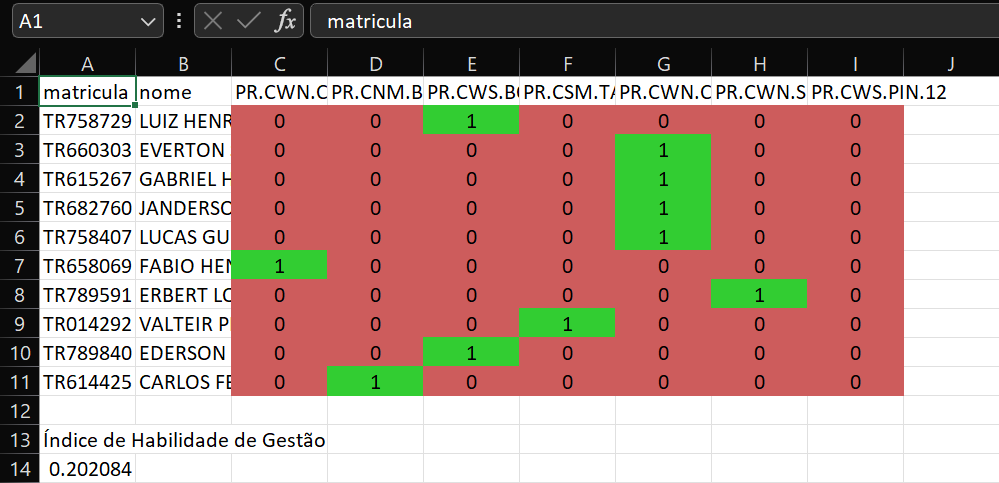 A1 fx matricula
A B C D E F G H I J
1 matricula nome PR.CWN.C PR.CNM.B PR.CWS.BO PR.CSM.TA PR.CWN.C PR.CWN.S PR.CWS.PIN.12
2 TR758729 LUIZ HENR 0 0 1 0 0 0 0
3 TR660303 EVERTON 0 0 0 0 1 0 0
4 TR615267 GABRIEL H 0 0 0 0 1 0 0
5 TR682760 JANDERSO 0 0 0 0 1 0 0
6 TR758407 LUCAS GU 0 0 0 0 1 0 0
7 TR658069 FABIO HEN 1 0 0 0 0 0 0
8 TR789591 ERBERT LO 0 0 0 0 0 1 0
9 TR014292 VALTEIR P 0 0 0 1 0 0 0
10 TR789840 EDERSON 0 0 1 0 0 0 0
11 TR614425 CARLOS FE 0 1 0 0 0 0 0
12
13 Índice de Habilidade de Gestão
14 0.202084